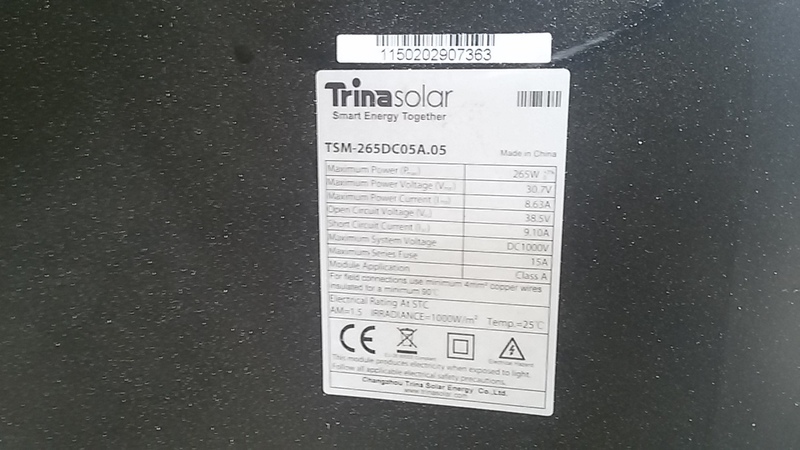 1150202907363
Trinasolar
Smart Energy Together
TSM-265DC05A.05 Made in China
Maximum Power (Pmax) 265W
Maximum Power Voltage (Vmp) 30.7V
Maximum Power Current (Imp) 8.63A
Open Circuit Voltage (Voc) 38.5V
Short Circuit Current (Isc) 9.10A
Maximum System Voltage DC1000V
Maximum Series Fuse 15A
Module Application Class A
For field connections use minimum 4mm² copper wires
insulated for a minimum 90℃
Electrical Rating At STC
AM=1.5 IRRADIANCE=1000W/m² Temp.=25℃
CE
Electrical Hazard
This module produces electricity when exposed to light.
Follow all applicable electrical safety precautions.
Changzhou Trina Solar Energy Co.,Ltd.
www.trinasolar.com